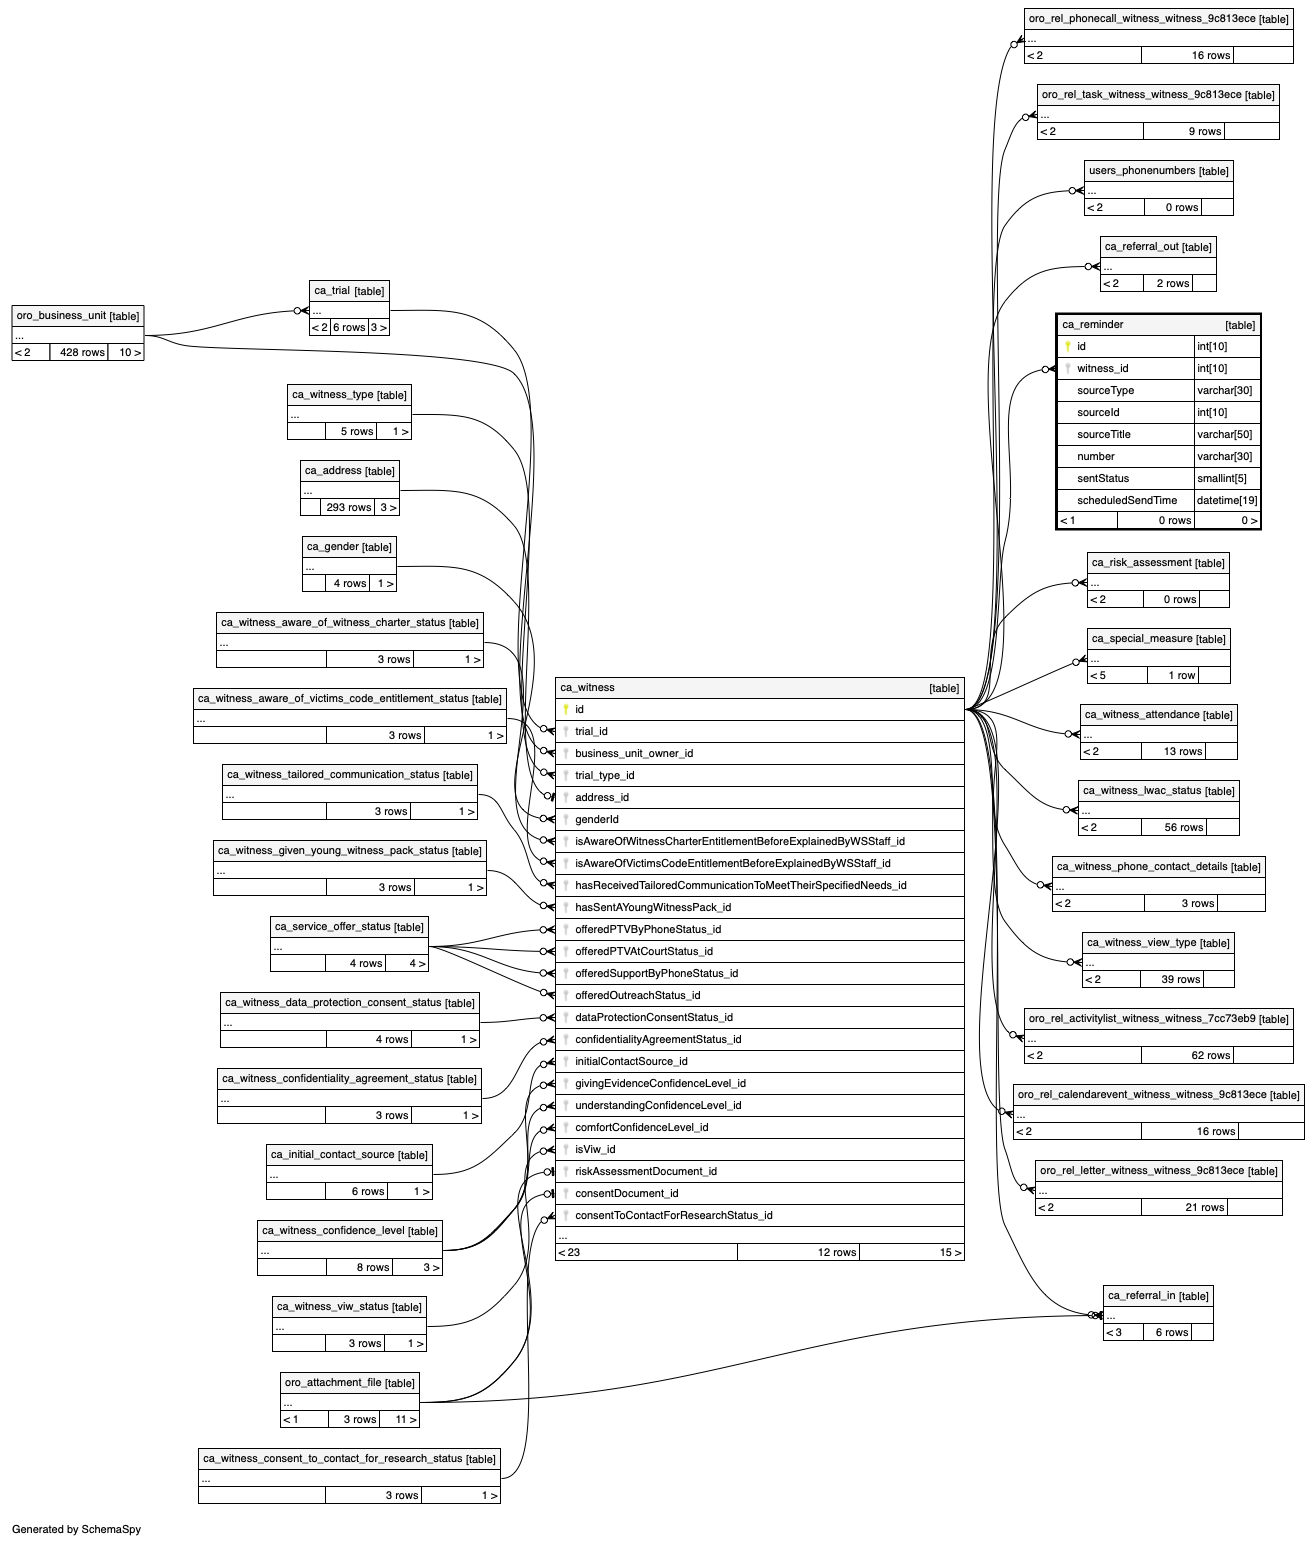 oro_rel_phonecall_witness_witness_9c813ece [table]
...
< 2 16 rows
oro_rel_task_witness_witness_9c813ece [table]
...
< 2 9 rows
users_phonenumbers [table]
...
< 2 0 rows
ca_referral_out [table]
...
< 2 2 rows
ca_trial [table]
...
< 2 6 rows 3 >
oro_business_unit [table]
...
< 2 428 rows 10 >
ca_reminder [table]
id int[10]
witness_id int[10]
sourceType varchar[30]
sourceId int[10]
sourceTitle varchar[50]
number varchar[30]
sentStatus smallint[5]
scheduledSendTime datetime[19]
< 1 0 rows 0 >
ca_witness_type [table]
...
5 rows 1 >
ca_address [table]
...
293 rows 3 >
ca_gender [table]
...
4 rows 1 >
ca_risk_assessment [table]
...
< 2 0 rows
ca_witness_aware_of_witness_charter_status [table]
...
3 rows 1 >
ca_special_measure [table]
...
< 5 1 row
ca_witness_aware_of_victims_code_entitlement_status [table]
...
3 rows 1 >
ca_witness_attendance [table]
...
< 2 13 rows
ca_witness_tailored_communication_status [table]
...
3 rows 1 >
ca_witness_lwac_status [table]
...
< 2 56 rows
ca_witness_given_young_witness_pack_status [table]
...
3 rows 1 >
ca_witness_phone_contact_details [table]
...
< 2 3 rows
ca_service_offer_status [table]
...
4 rows 4 >
ca_witness_view_type [table]
...
< 2 39 rows
ca_witness_data_protection_consent_status [table]
...
4 rows 1 >
oro_rel_activitylist_witness_witness_7cc73eb9 [table]
...
< 2 62 rows
ca_witness_confidentiality_agreement_status [table]
...
3 rows 1 >
oro_rel_calendarevent_witness_witness_9c813ece [table]
...
< 2 16 rows
ca_initial_contact_source [table]
...
6 rows 1 >
oro_rel_letter_witness_witness_9c813ece [table]
...
< 2 21 rows
ca_witness_confidence_level [table]
...
8 rows 3 >
ca_witness [table]
id
trial_id
business_unit_owner_id
trial_type_id
address_id
genderId
isAwareOfWitnessCharterEntitlementBeforeExplainedByWSStaff_id
isAwareOfVictimsCodeEntitlementBeforeExplainedByWSStaff_id
hasReceivedTailoredCommunicationToMeetTheirSpecifiedNeeds_id
hasSentAYoungWitnessPack_id
offeredPTVByPhoneStatus_id
offeredPTVAtCourtStatus_id
offeredSupportByPhoneStatus_id
offeredOutreachStatus_id
dataProtectionConsentStatus_id
confidentialityAgreementStatus_id
initialContactSource_id
givingEvidenceConfidenceLevel_id
understandingConfidenceLevel_id
comfortConfidenceLevel_id
isViw_id
riskAssessmentDocument_id
consentDocument_id
consentToContactForResearchStatus_id
...
< 23 12 rows 15 >
ca_witness_viw_status [table]
...
3 rows 1 >
ca_referral_in [table]
...
< 3 6 rows
oro_attachment_file [table]
...
< 1 3 rows 11 >
ca_witness_consent_to_contact_for_research_status [table]
...
3 rows 1 >
Generated by SchemaSpy